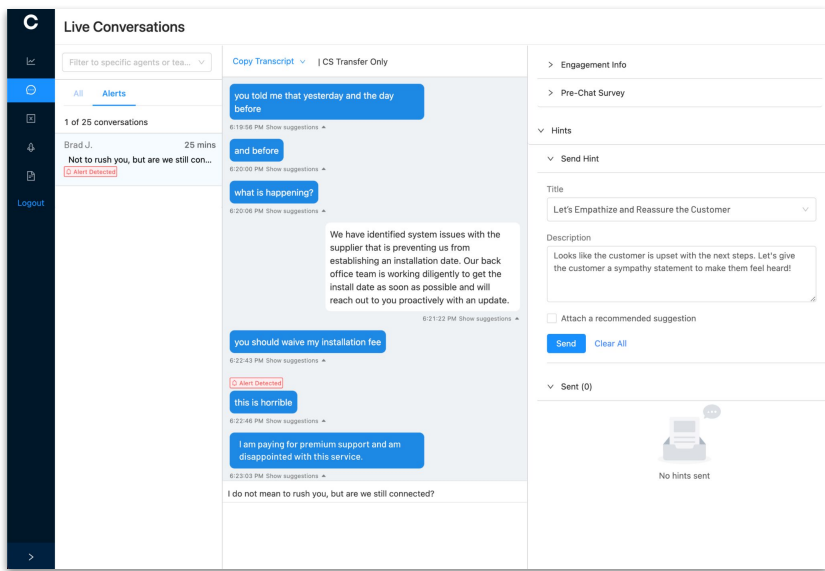 C
Live Conversations
Filter to specific agents or tea...
All Alerts
1 of 25 conversations
Brad J. 25 mins
Not to rush you, but are we still con...
Alert Detected
Logout
Copy Transcript | CS Transfer Only
you told me that yesterday and the day
before
6:19:56 PM Show suggestions
and before
6:20:00 PM Show suggestions
what is happening?
6:20:06 PM Show suggestions
We have identified system issues with the
supplier that is preventing us from
establishing an installation date. Our back
office team is working diligently to get the
install date as soon as possible and will
reach out to you proactively with an update.
6:21:22 PM Show suggestions
you should waive my installation fee
6:22:43 PM Show suggestions
Alert Detected
this is horrible
6:22:46 PM Show suggestions
I am paying for premium support and am
disappointed with this service.
6:23:03 PM Show suggestions
I do not mean to rush you, but are we still connected?
Engagement Info
Pre-Chat Survey
Hints
Send Hint
Title
Let's Empathize and Reassure the Customer
Description
Looks like the customer is upset with the next steps. Let's give
the customer a sympathy statement to make them feel heard!
Attach a recommended suggestion
Send Clear All
Sent (0)
No hints sent